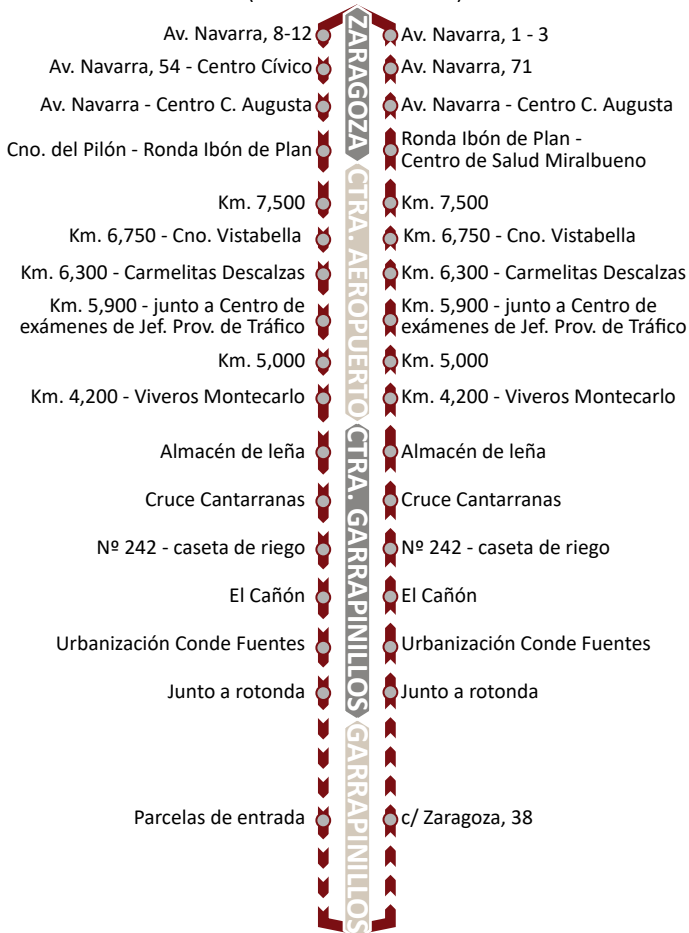 Av. Navarra, 8-12
Av. Navarra, 54 - Centro Cívico
Av. Navarra - Centro C. Augusta
Cno. del Pilón - Ronda Ibón de Plan
Km. 7,500
Km. 6,750 - Cno. Vistabella
Km. 6,300 - Carmelitas Descalzas
Km. 5,900 - junto a Centro de
exámenes de Jef. Prov. de Tráfico
Km. 5,000
Km. 4,200 - Viveros Montecarlo
Almacén de leña
Cruce Cantarranas
Nº 242 - caseta de riego
El Cañón
Urbanización Conde Fuentes
Junto a rotonda
Parcelas de entrada
ZARAGOZA
CTRA. AEROPUERTO
CTRA. GARRAPINILLOS
GARRAPINILLOS
Av. Navarra, 1 - 3
Av. Navarra, 71
Av. Navarra - Centro C. Augusta
Ronda Ibón de Plan -
Centro de Salud Miralbueno
Km. 7,500
Km. 6,750 - Cno. Vistabella
Km. 6,300 - Carmelitas Descalzas
Km. 5,900 - junto a Centro de
exámenes de Jef. Prov. de Tráfico
Km. 5,000
Km. 4,200 - Viveros Montecarlo
Almacén de leña
Cruce Cantarranas
Nº 242 - caseta de riego
El Cañón
Urbanización Conde Fuentes
Junto a rotonda
c/ Zaragoza, 38